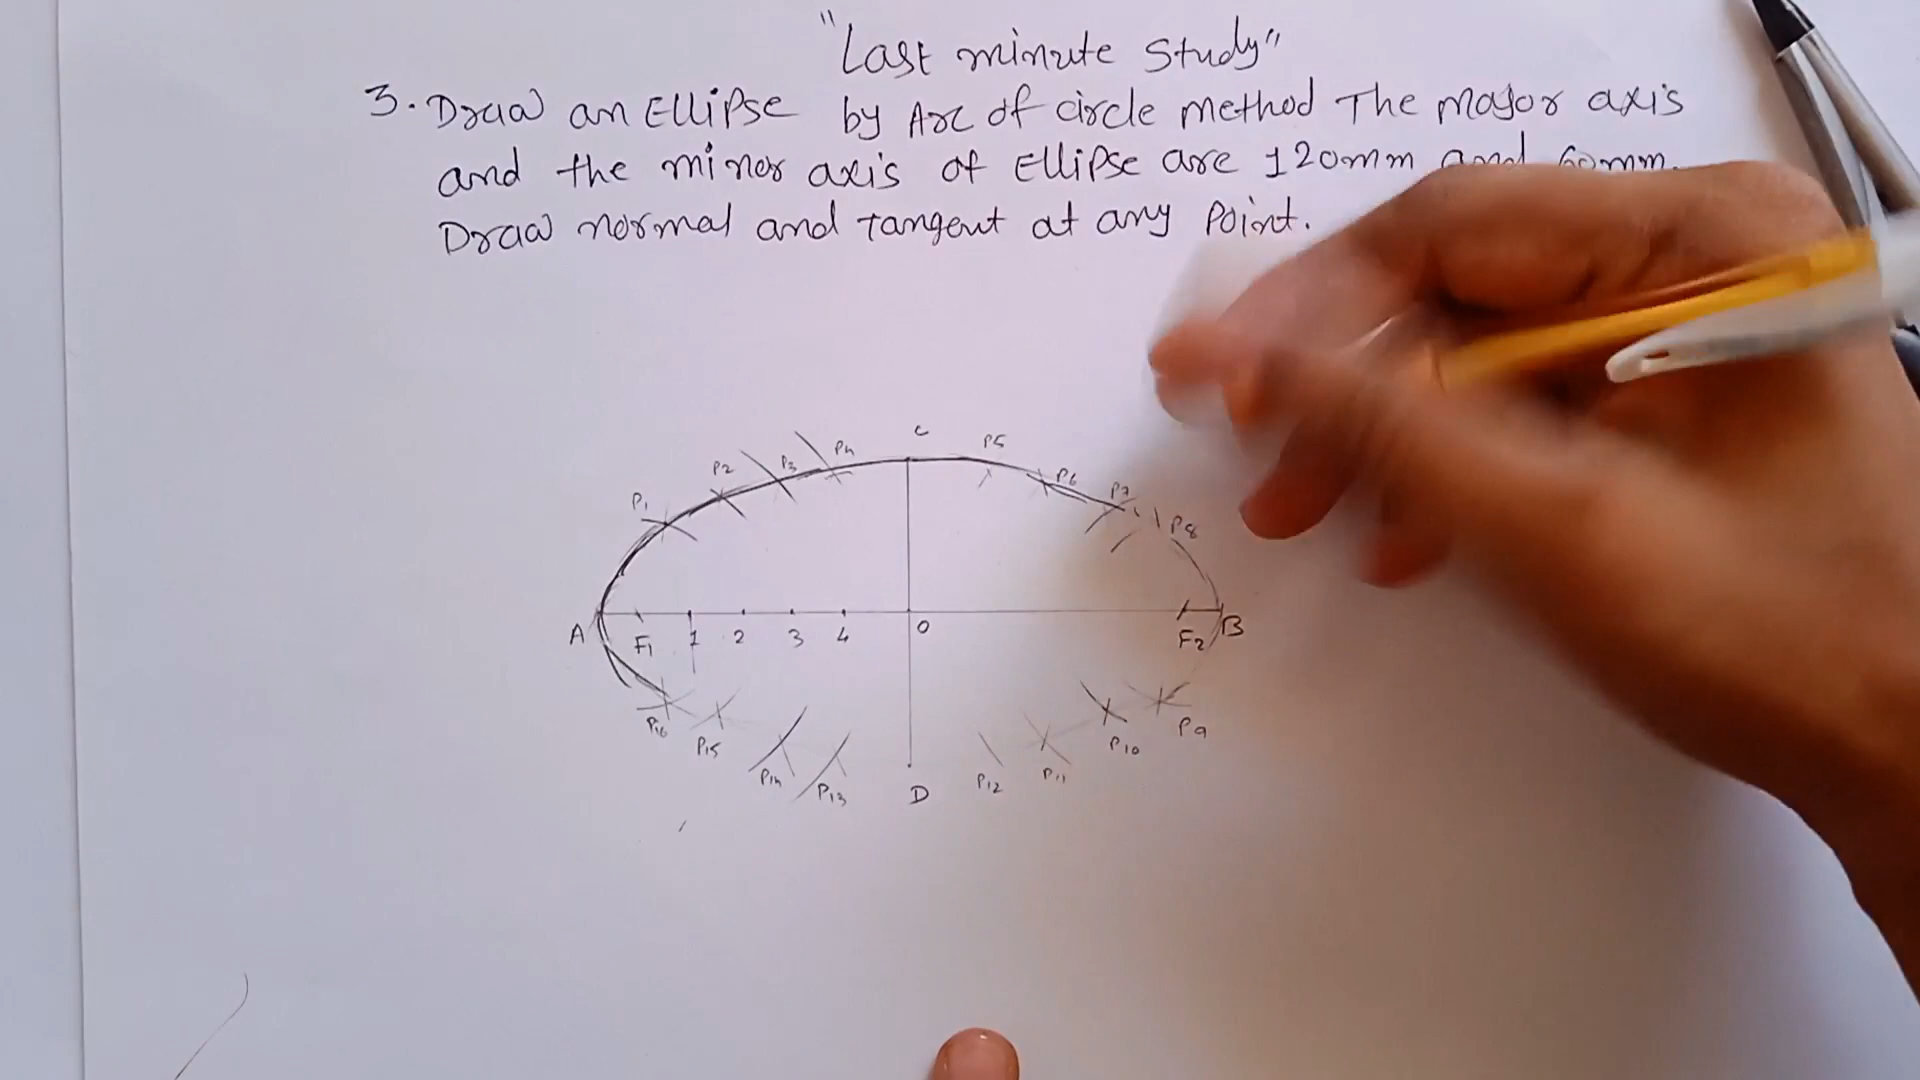 "Last minute Study"
3. Draw an Ellipse by Arc of circle method The major axis
and the minor axis of Ellipse are 120mm and 60mm.
Draw normal and Tangent at any Point.
C
P1 P2 P3 P4 P5 P6 P7 P8
A F1 1 2 3 4 O F2 B
P16 P15 P14 P13 D P12 P11 P10 P9